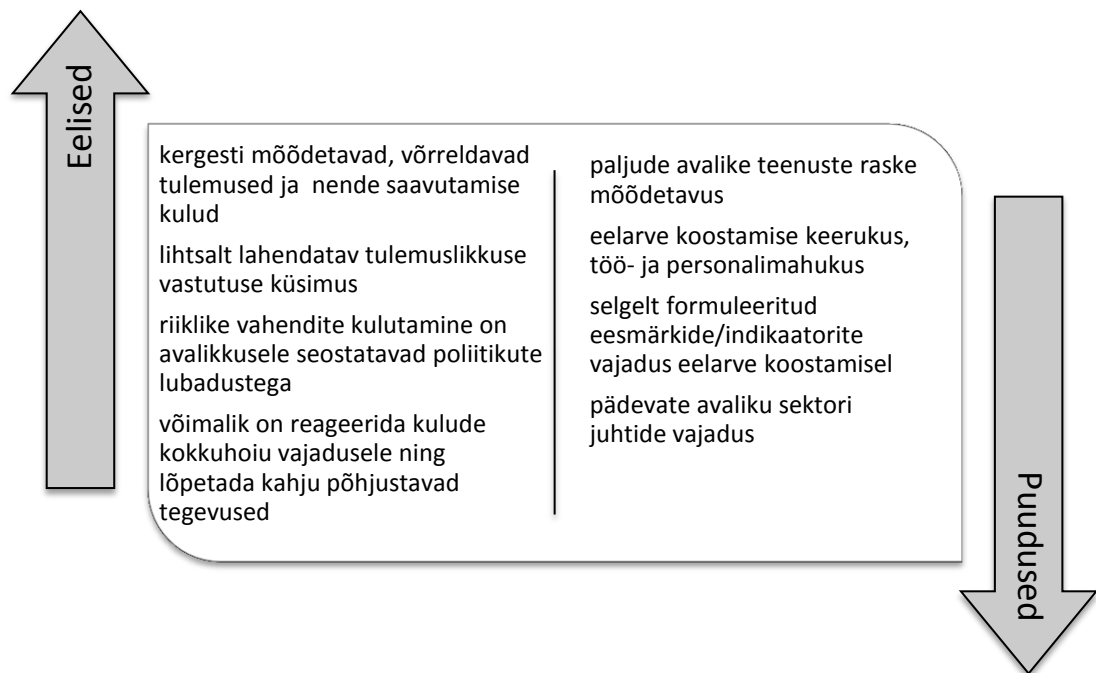 Eelised
kergesti mõõdetavad, võrreldavad
tulemused ja nende saavutamise
kulud
lihtsalt lahendatav tulemuslikkuse
vastutuse küsimus
riiklike vahendite kulutamine on
avalikkusele seostatavad poliitikute
lubadustega
võimalik on reageerida kulude
kokkuhoiu vajadusele ning
lõpetada kahju põhjustavad
tegevused
paljude avalike teenuste raske
mõõdetavus
eelarve koostamise keerukus,
töö- ja personalimahukus
selgelt formuleeritud
eesmärkide/indikaatorite
vajadus eelarve koostamisel
pädevate avaliku sektori
juhtide vajadus
Puudused